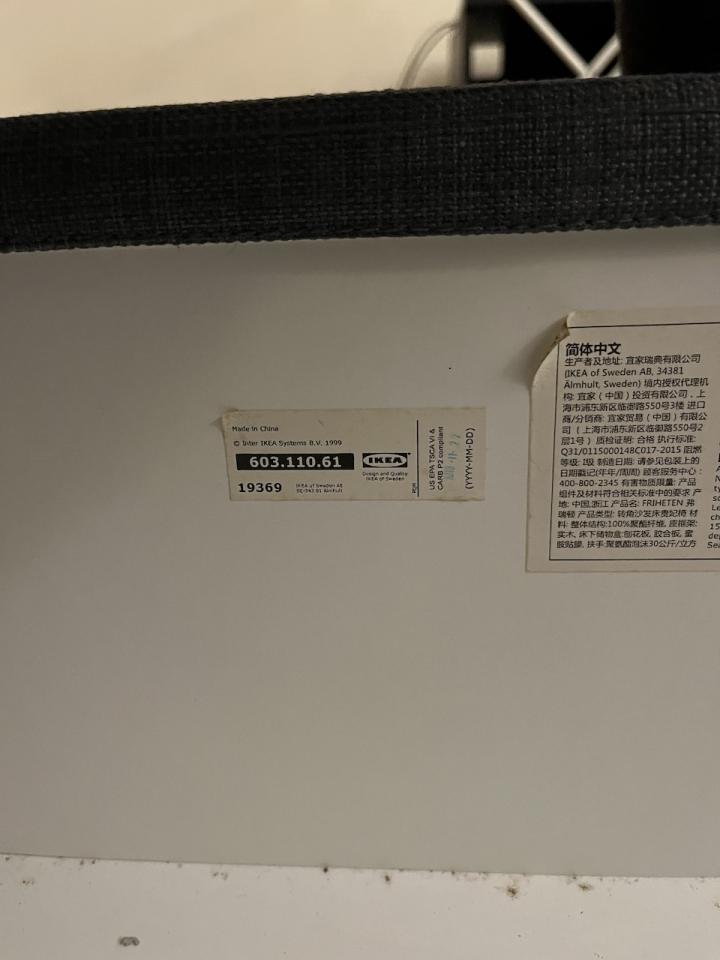 Made in China
© Inter IKEA Systems B.V. 1999
603.110.61
IKEA®
Design and Quality
IKEA of Sweden
19369
IKEA of Sweden AB
SE-343 81 Älmhult
US EPA TSCA VI &
CARB P2 compliant
(YYYY-MM-DD)
简体中文
生产者及地址: 宜家瑞典有限公司
(IKEA of Sweden AB, 34381
Älmhult, Sweden) 境内授权代理机
构: 宜家（中国）投资有限公司，上
海市浦东新区临御路550号3楼 进口
商/分销商: 宜家贸易（中国）有限公
司（上海市浦东新区临御路550号2
层1号）质检证明: 合格 执行标准:
Q31/0115000148C017-2015 阻燃
等级: 1级 制造日期: 请参见包装上的
日期戳记(年年/周周) 顾客服务中心:
400-800-2345 有害物质限量: 产品
组件及材料符合相关标准中的要求 产
地: 中国,浙江 产品名: FRIHETEN 弗
瑞顿 产品类型: 转角沙发床贵妃椅 材
料: 整体结构:100%聚酯纤维, 座框架:
实木, 床下储物盒:刨花板, 胶合板, 蜜
胺贴膜, 扶手:聚氨酯泡沫30公斤/立方